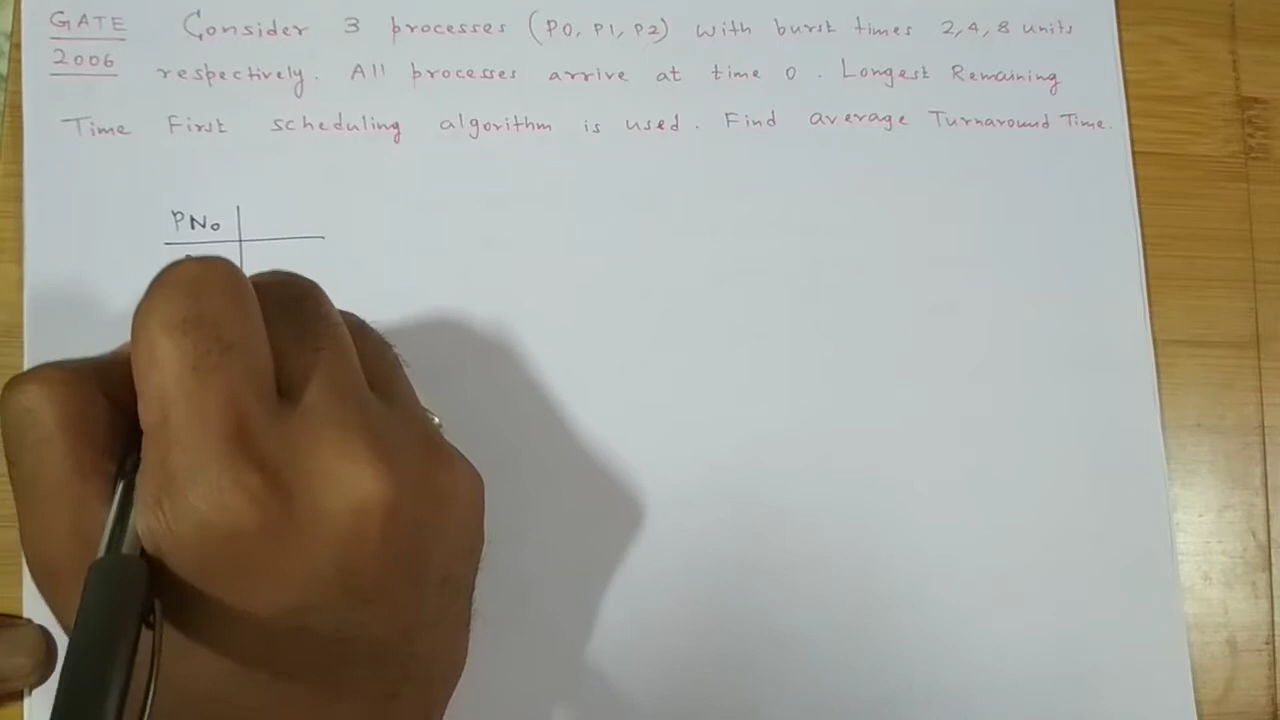 GATE Consider 3 processes (P0, P1, P2) with burst times 2,4,8 units
2006 respectively. All processes arrive at time 0. Longest Remaining
Time First scheduling algorithm is used. Find average Turnaround Time.
PNo